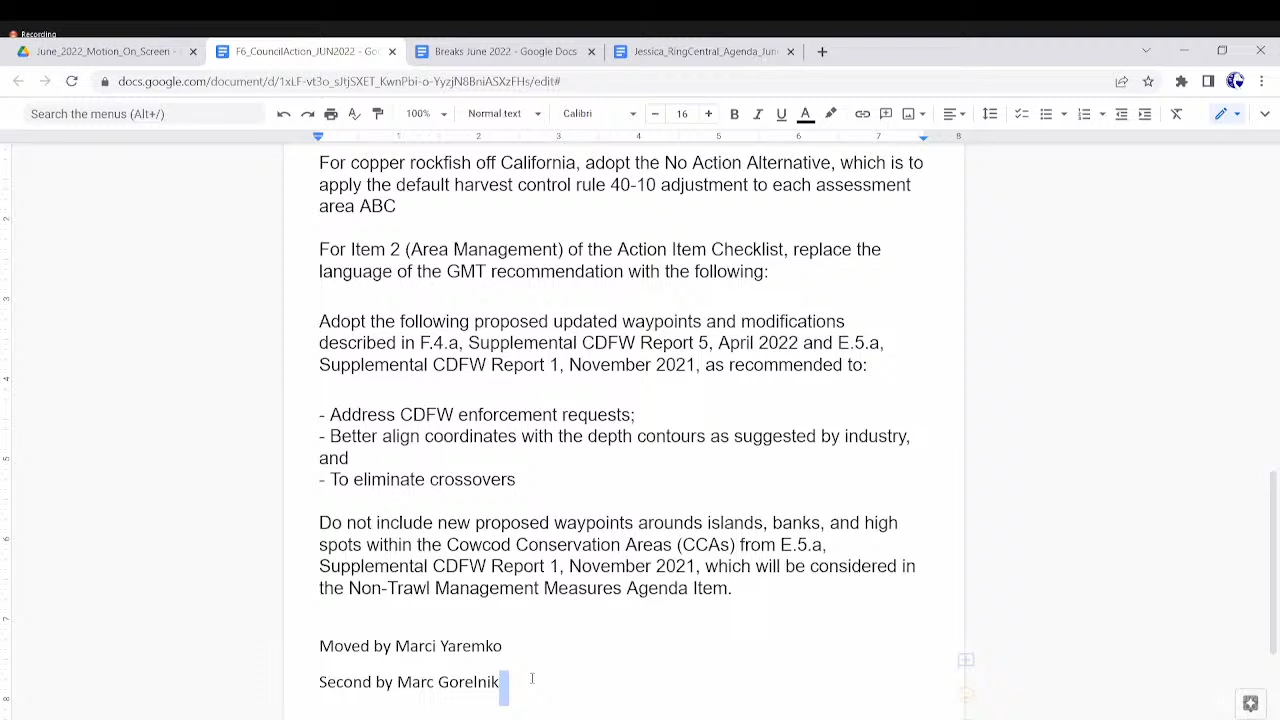 Recording
June_2022_Motion_On_Screen -
F6_CouncilAction_JUN2022 - Go
Breaks June 2022 - Google Docs
Jessica_RingCentral_Agenda_Jun
Search the menus (Alt+/)
100%
Normal text
Calibri
16
B I U A
1 2 3 4 5 6 7 8
For copper rockfish off California, adopt the No Action Alternative, which is to
apply the default harvest control rule 40-10 adjustment to each assessment
area ABC
For Item 2 (Area Management) of the Action Item Checklist, replace the
language of the GMT recommendation with the following:
Adopt the following proposed updated waypoints and modifications
described in F.4.a, Supplemental CDFW Report 5, April 2022 and E.5.a,
Supplemental CDFW Report 1, November 2021, as recommended to:
- Address CDFW enforcement requests;
- Better align coordinates with the depth contours as suggested by industry,
and
- To eliminate crossovers
Do not include new proposed waypoints arounds islands, banks, and high
spots within the Cowcod Conservation Areas (CCAs) from E.5.a,
Supplemental CDFW Report 1, November 2021, which will be considered in
the Non-Trawl Management Measures Agenda Item.
Moved by Marci Yaremko
Second by Marc Gorelnik